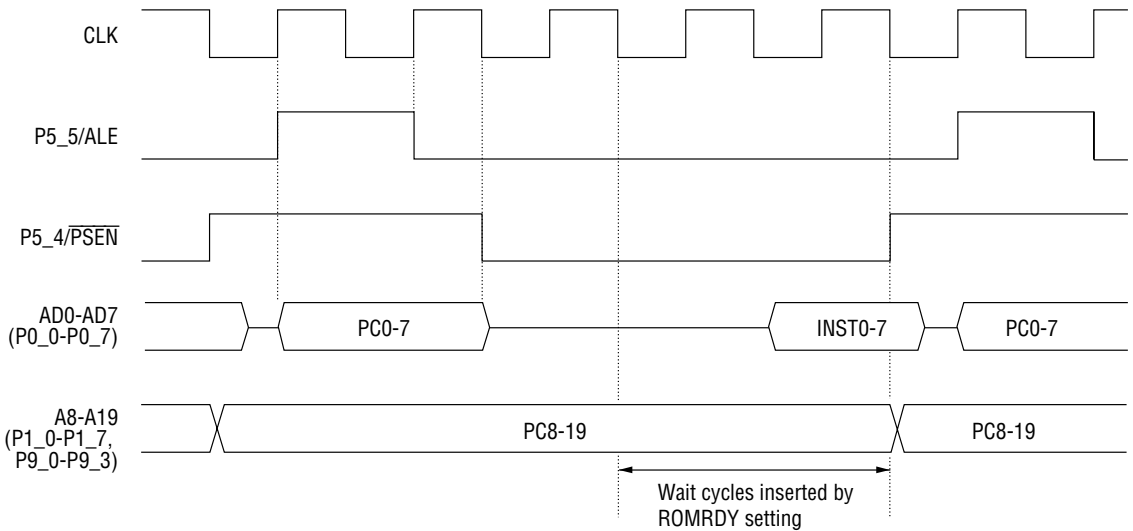 CLK
P5_5/ALE
P5_4/PSEN
AD0-AD7
(P0_0-P0_7)
PC0-7
INST0-7
PC0-7
A8-A19
(P1_0-P1_7,
P9_0-P9_3)
PC8-19
PC8-19
Wait cycles inserted by
ROMRDY setting